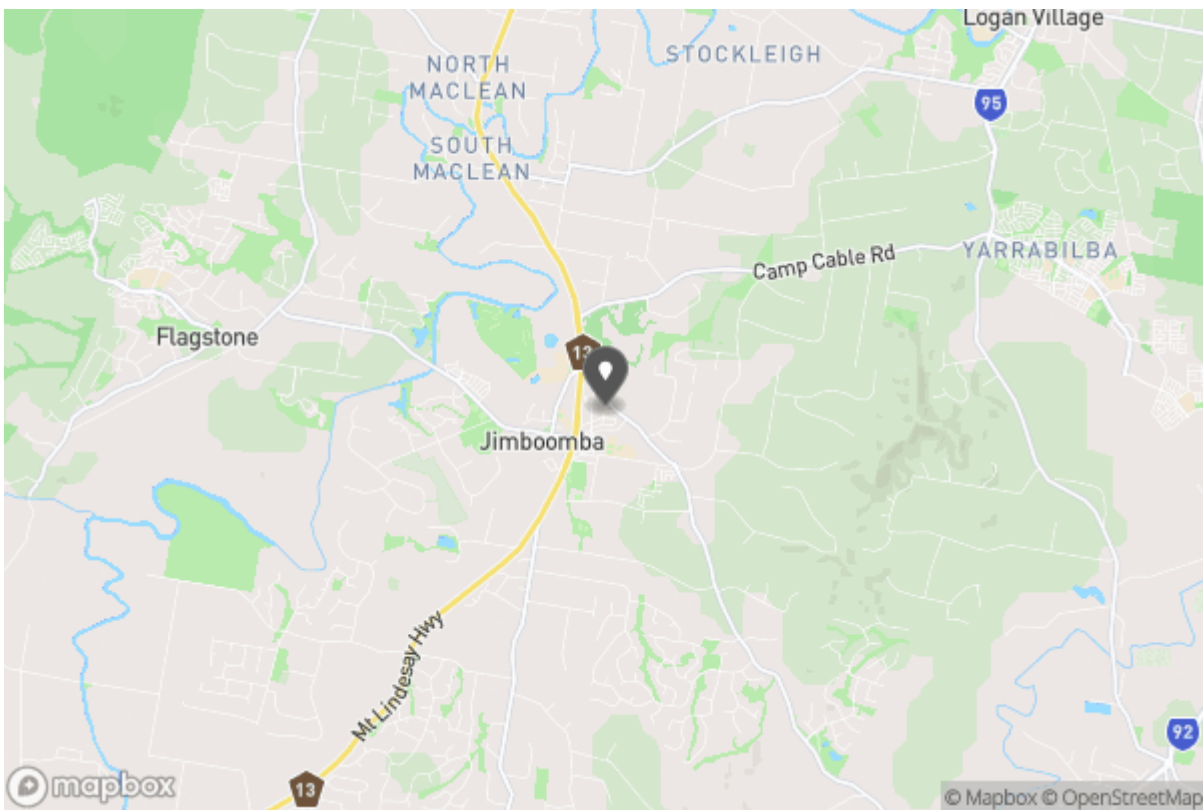 Logan Village
NORTH
MACLEAN
STOCKLEIGH
95
SOUTH
MACLEAN
YARRABILBA
Camp Cable Rd
Flagstone
13
Jimboomba
Mt Lindesay Hwy
92
13
mapbox
© Mapbox © OpenStreetMap